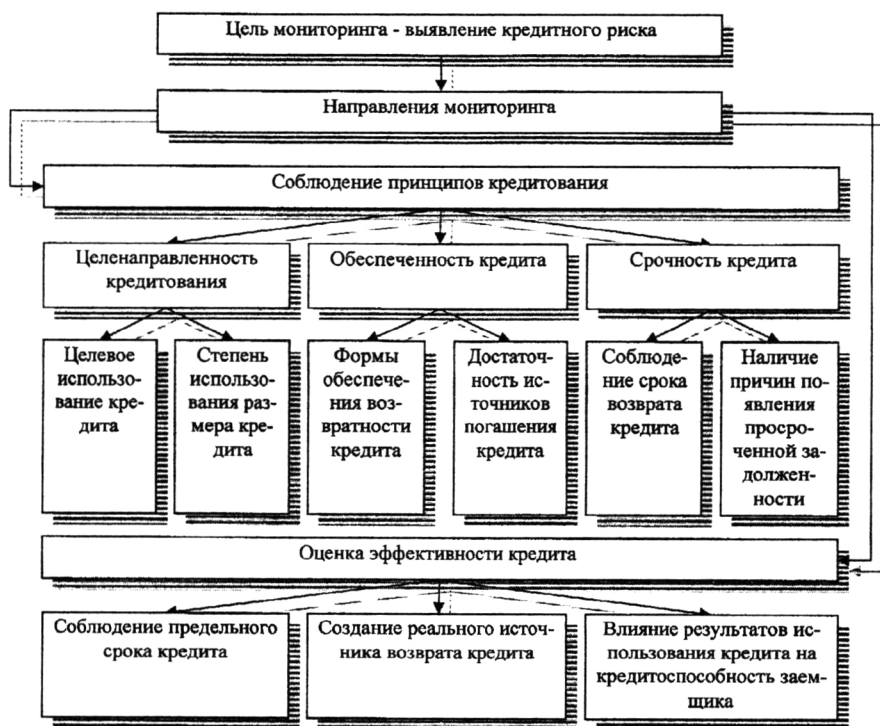 Цель мониторинга - выявление кредитного риска
Направления мониторинга
Соблюдение принципов кредитования
Целенаправленность
кредитования
Обеспеченность кредита
Срочность кредита
Целевое
использо-
вание кре-
дита
Степень
использо-
вания раз-
мера кре-
дита
Формы
обеспече-
ния воз-
вратности
кредита
Достаточ-
ность ис-
точников
погашения
кредита
Соблюде-
ние срока
возврата
кредита
Наличие
причин по-
явления
просро-
ченной за-
должен-
ности
Оценка эффективности кредита
Соблюдение предельного
срока кредита
Создание реального источ-
ника возврата кредита
Влияние результатов ис-
пользования кредита на
кредитоспособность заем-
щика